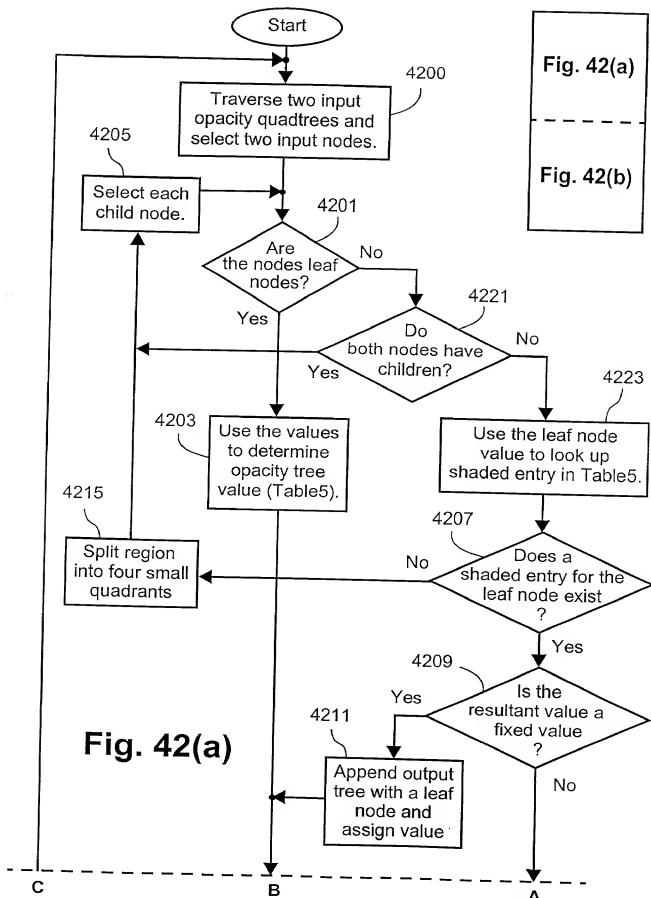 Start
4200
Traverse two input
opacity quadtrees and
select two input nodes.
Fig. 42(a)
Fig. 42(b)
4205
Select each
child node.
4201
Are
the nodes leaf
nodes?
No
Yes
4221
Do
both nodes have
children?
No
Yes
4203
Use the values
to determine
opacity tree
value (Table5).
4223
Use the leaf node
value to look up
shaded entry in Table5.
4215
Split region
into four small
quadrants
4207
Does a
shaded entry for the
leaf node exist
?
No
Yes
4209
Is the
resultant value a
fixed value
?
Yes
No
4211
Append output
tree with a leaf
node and
assign value
Fig. 42(a)
C
B
A